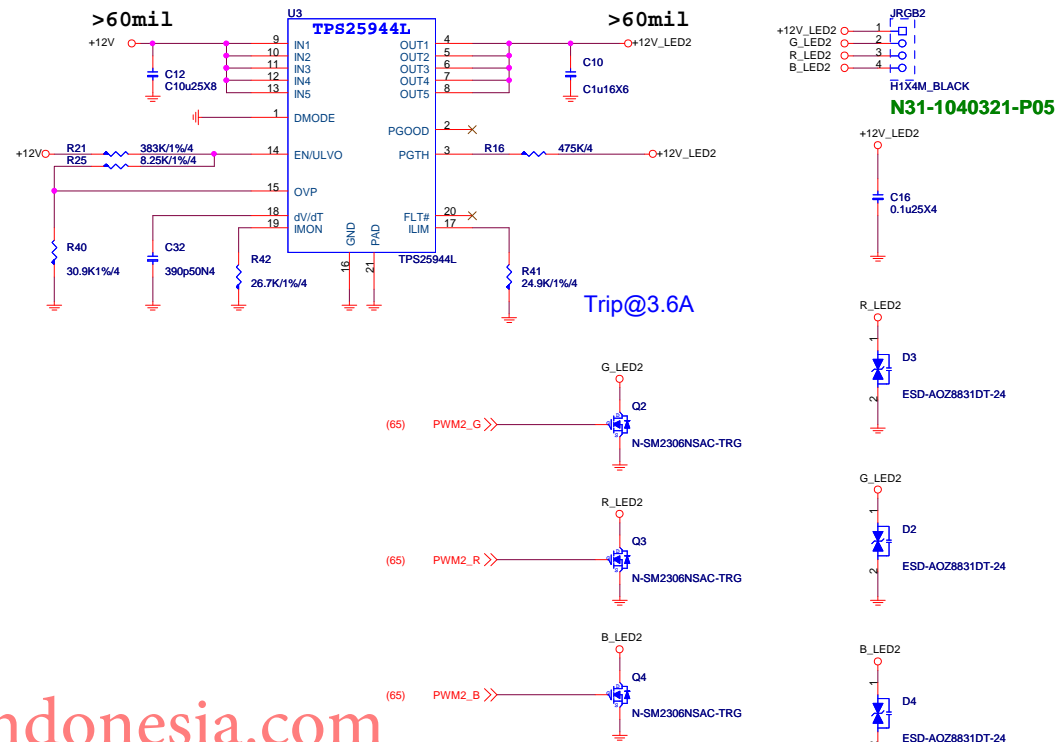 >60mil
>60mil
+12V
U3
TPS25944L
+12V_LED2
9
10
11
12
13
IN1
IN2
IN3
IN4
IN5
OUT1
OUT2
OUT3
OUT4
OUT5
4
5
6
7
8
C12
C10u25X8
C10
C1u16X6
1
DMODE
PGOOD
2
+12V
R21
383K/1%/4
R25
8.25K/1%/4
14
EN/ULVO
PGTH
3
R16
475K/4
+12V_LED2
15
OVP
18
dV/dT
FLT#
20
19
IMON
ILIM
17
GND
PAD
16
21
TPS25944L
R40
30.9K1%/4
C32
390p50N4
R42
26.7K/1%/4
R41
24.9K/1%/4
Trip@3.6A
JRGB2
+12V_LED2
1
G_LED2
2
R_LED2
3
B_LED2
4
H1X4M_BLACK
N31-1040321-P05
+12V_LED2
C16
0.1u25X4
R_LED2
1
D3
2
ESD-AOZ8831DT-24
G_LED2
(65)
PWM2_G
Q2
N-SM2306NSAC-TRG
G_LED2
1
D2
2
ESD-AOZ8831DT-24
R_LED2
(65)
PWM2_R
Q3
N-SM2306NSAC-TRG
B_LED2
(65)
PWM2_B
Q4
N-SM2306NSAC-TRG
B_LED2
1
D4
ESD-AOZ8831DT-24
ndonesia.com